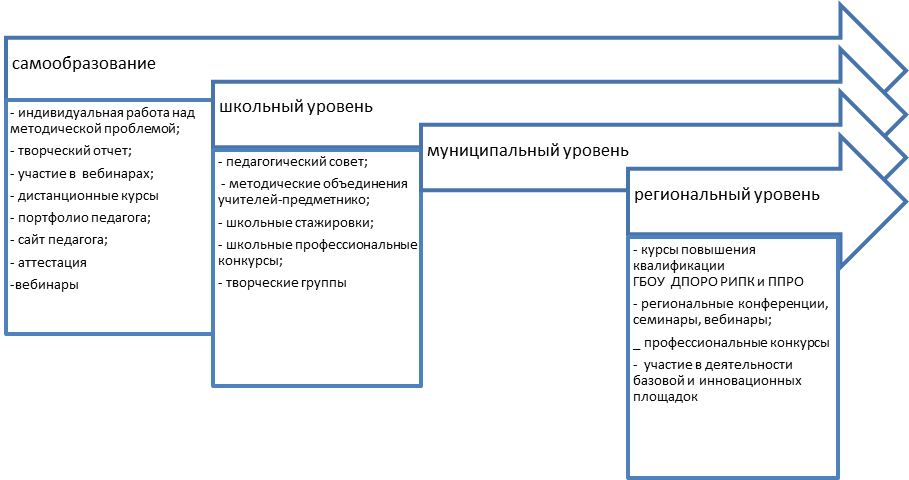 самообразование
- индивидуальная работа над
методической проблемой;
- творческий отчет;
- участие в вебинарах;
- дистанционные курсы
- портфолио педагога;
- сайт педагога;
- аттестация
-вебинары
школьный уровень
- педагогический совет;
- методические объединения
учителей-предметнико;
- школьные стажировки;
- школьные профессиональные
конкурсы;
- творческие группы
муниципальный уровень
региональный уровень
- курсы повышения
квалификации
ГБОУ ДПОРО РИПК и ППРО
- региональные конференции,
семинары, вебинары;
_ профессиональные конкурсы
- участие в деятельности
базовой и инновационных
площадок